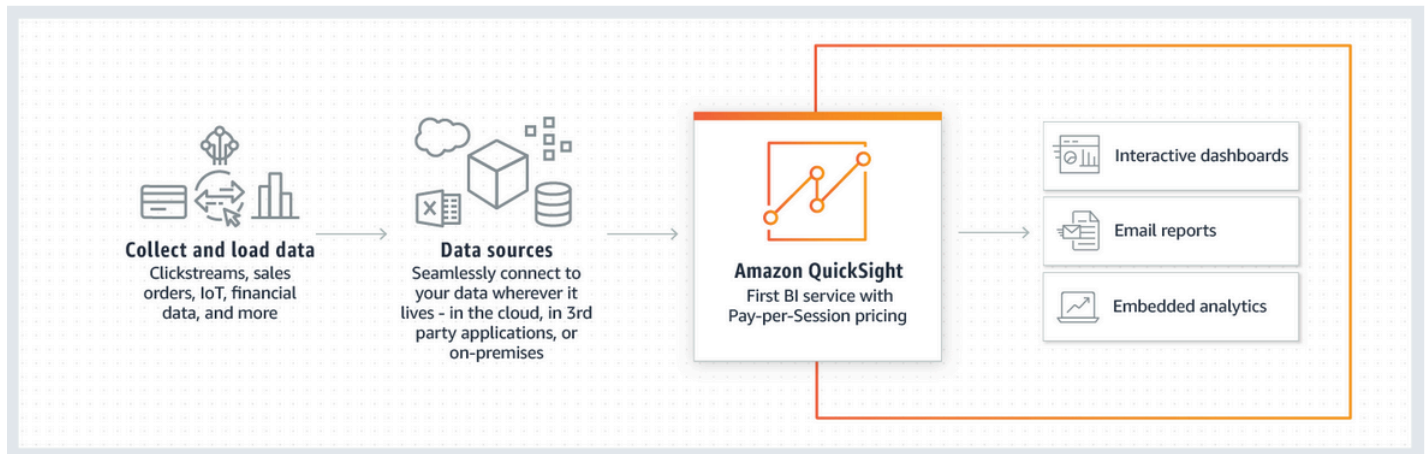 Collect and load data
Clickstreams, sales
orders, IoT, financial
data, and more
Data sources
Seamlessly connect to
your data wherever it
lives - in the cloud, in 3rd
party applications, or
on-premises
Amazon QuickSight
First BI service with
Pay-per-Session pricing
Interactive dashboards
Email reports
Embedded analytics